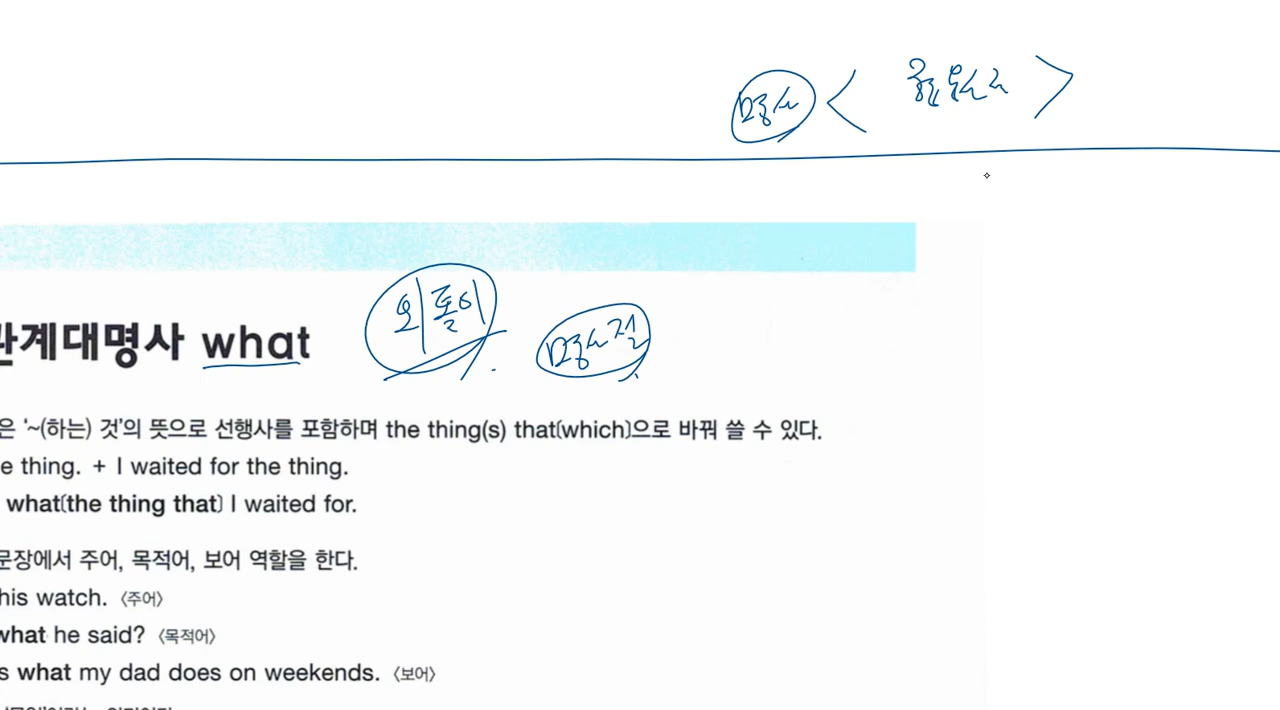 명사
외톨이
명사절
관계대명사 what
은 '~(하는) 것'의 뜻으로 선행사를 포함하며 the thing(s) that(which)으로 바꿔 쓸 수 있다.
e thing. + I waited for the thing.
what(the thing that) I waited for.
문장에서 주어, 목적어, 보어 역할을 한다.
his watch. 〈주어〉
what he said? 〈목적어〉
s what my dad does on weekends. 〈보어〉